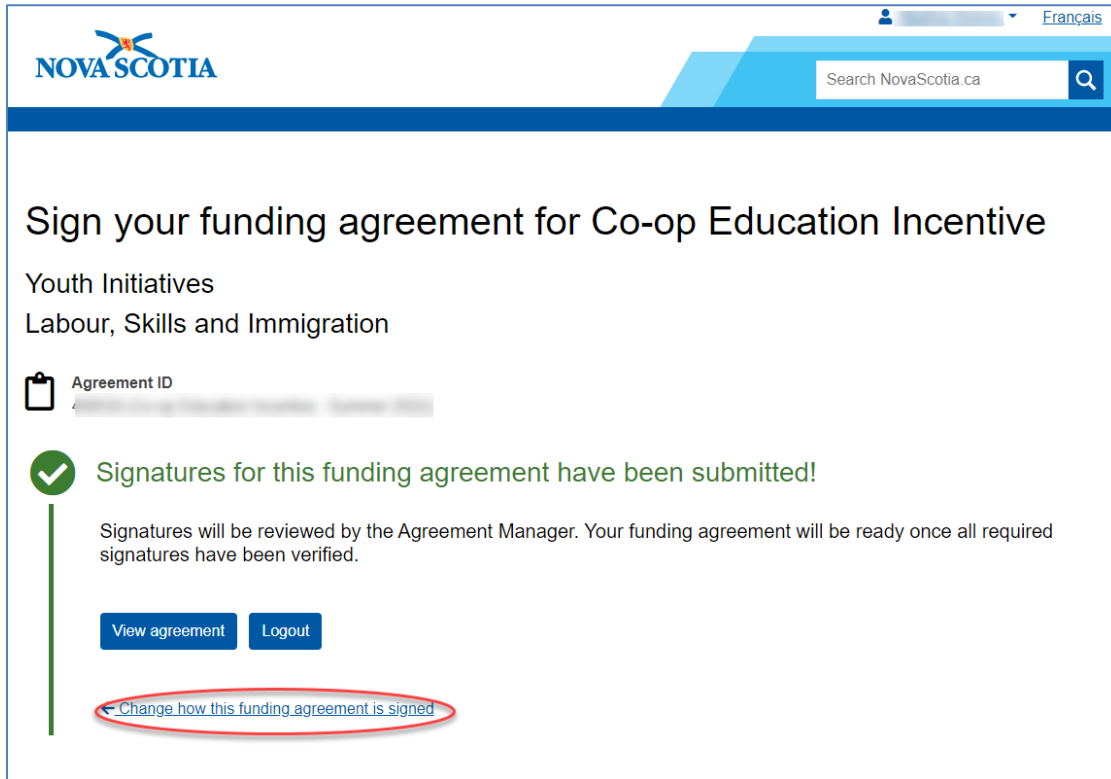 Français
NOVA SCOTIA
Search NovaScotia.ca
Sign your funding agreement for Co-op Education Incentive
Youth Initiatives
Labour, Skills and Immigration
Agreement ID
Signatures for this funding agreement have been submitted!
Signatures will be reviewed by the Agreement Manager. Your funding agreement will be ready once all required
signatures have been verified.
View agreement Logout
← Change how this funding agreement is signed